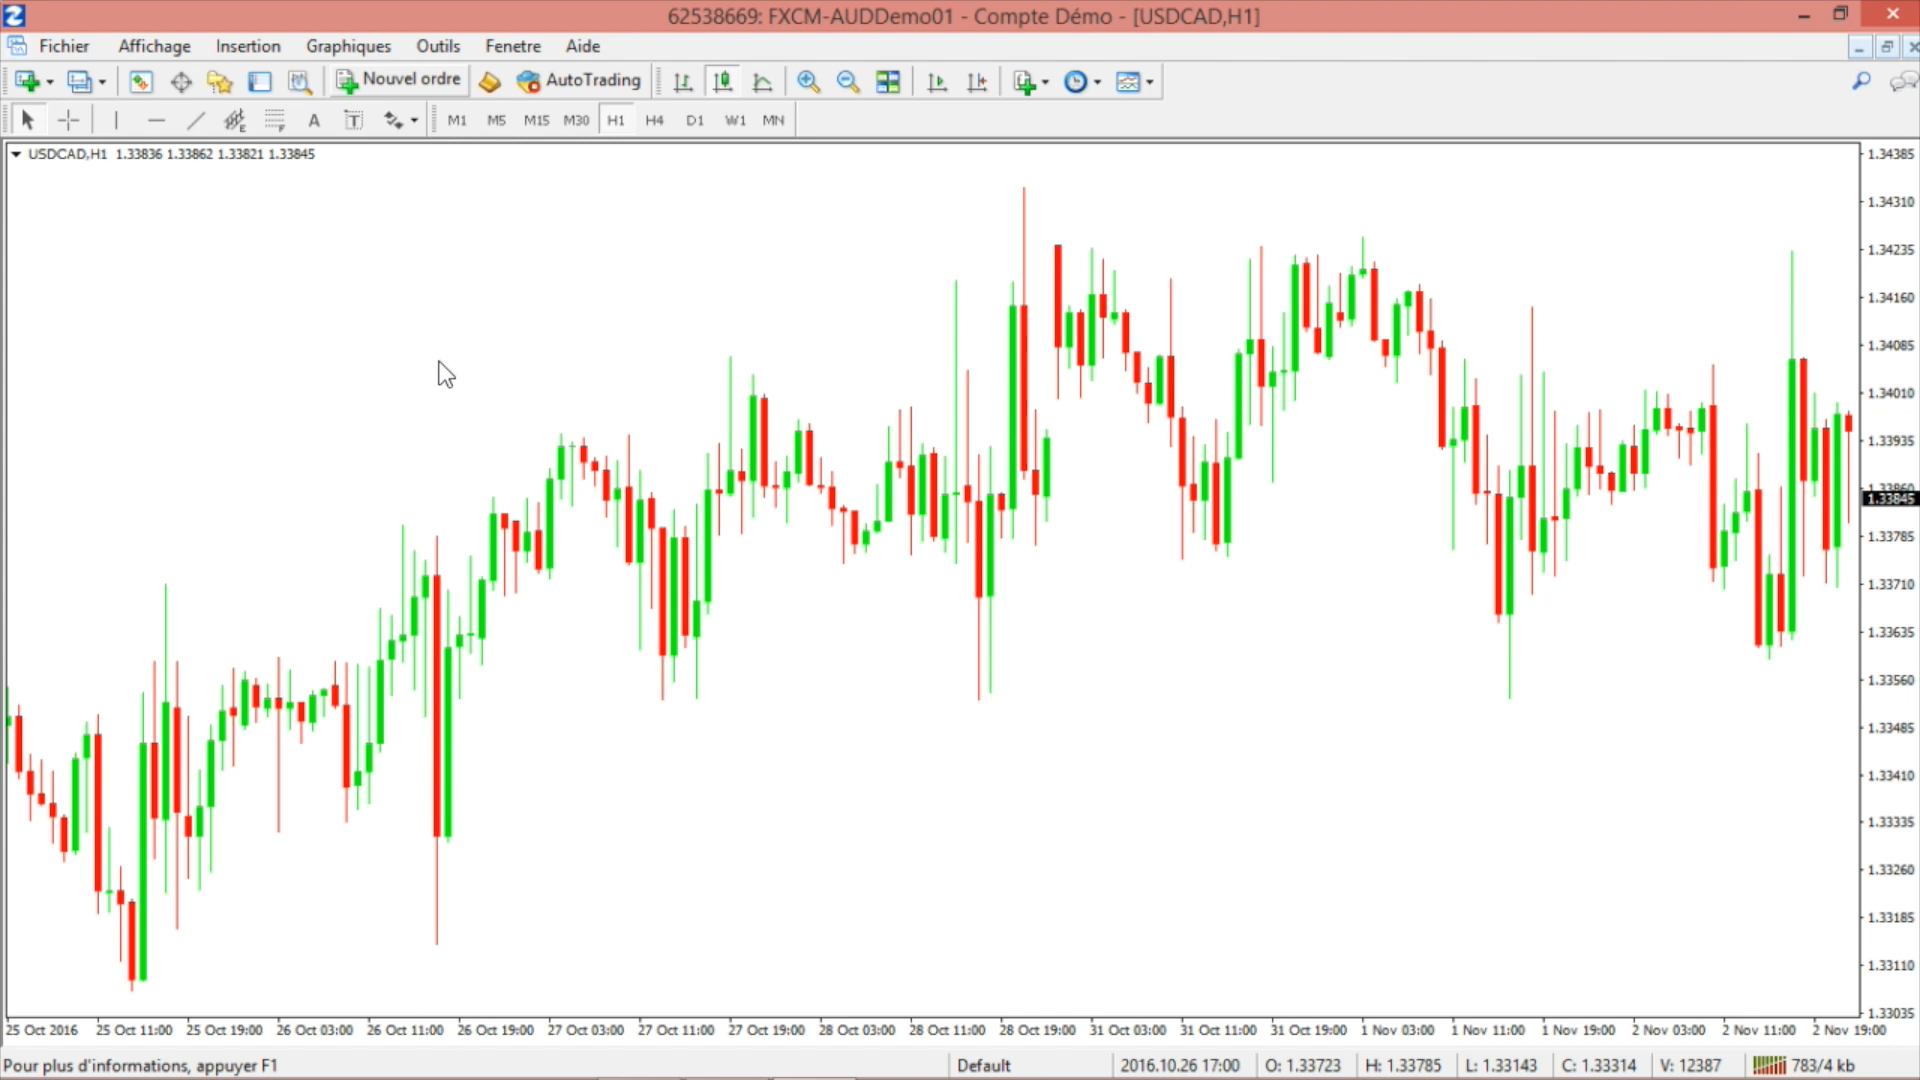 62538669: FXCM-AUDDemo01 - Compte Démo - [USDCAD,H1]
Fichier Affichage Insertion Graphiques Outils Fenetre Aide
Nouvel ordre AutoTrading
A T M1 M5 M15 M30 H1 H4 D1 W1 MN
USDCAD,H1 1.33836 1.33862 1.33821 1.33845
1.34385
1.34310
1.34235
1.34160
1.34085
1.34010
1.33935
1.33860
1.33845
1.33785
1.33710
1.33635
1.33560
1.33485
1.33410
1.33335
1.33260
1.33185
1.33110
1.33035
25 Oct 2016 25 Oct 11:00 25 Oct 19:00 26 Oct 03:00 26 Oct 11:00 26 Oct 19:00 27 Oct 03:00 27 Oct 11:00 27 Oct 19:00 28 Oct 03:00 28 Oct 11:00 28 Oct 19:00 31 Oct 03:00 31 Oct 11:00 31 Oct 19:00 1 Nov 03:00 1 Nov 11:00 1 Nov 19:00 2 Nov 03:00 2 Nov 11:00 2 Nov 19:00
Pour plus d'informations, appuyer F1 Default 2016.10.26 17:00 O: 1.33723 H: 1.33785 L: 1.33143 C: 1.33314 V: 12387 783/4 kb